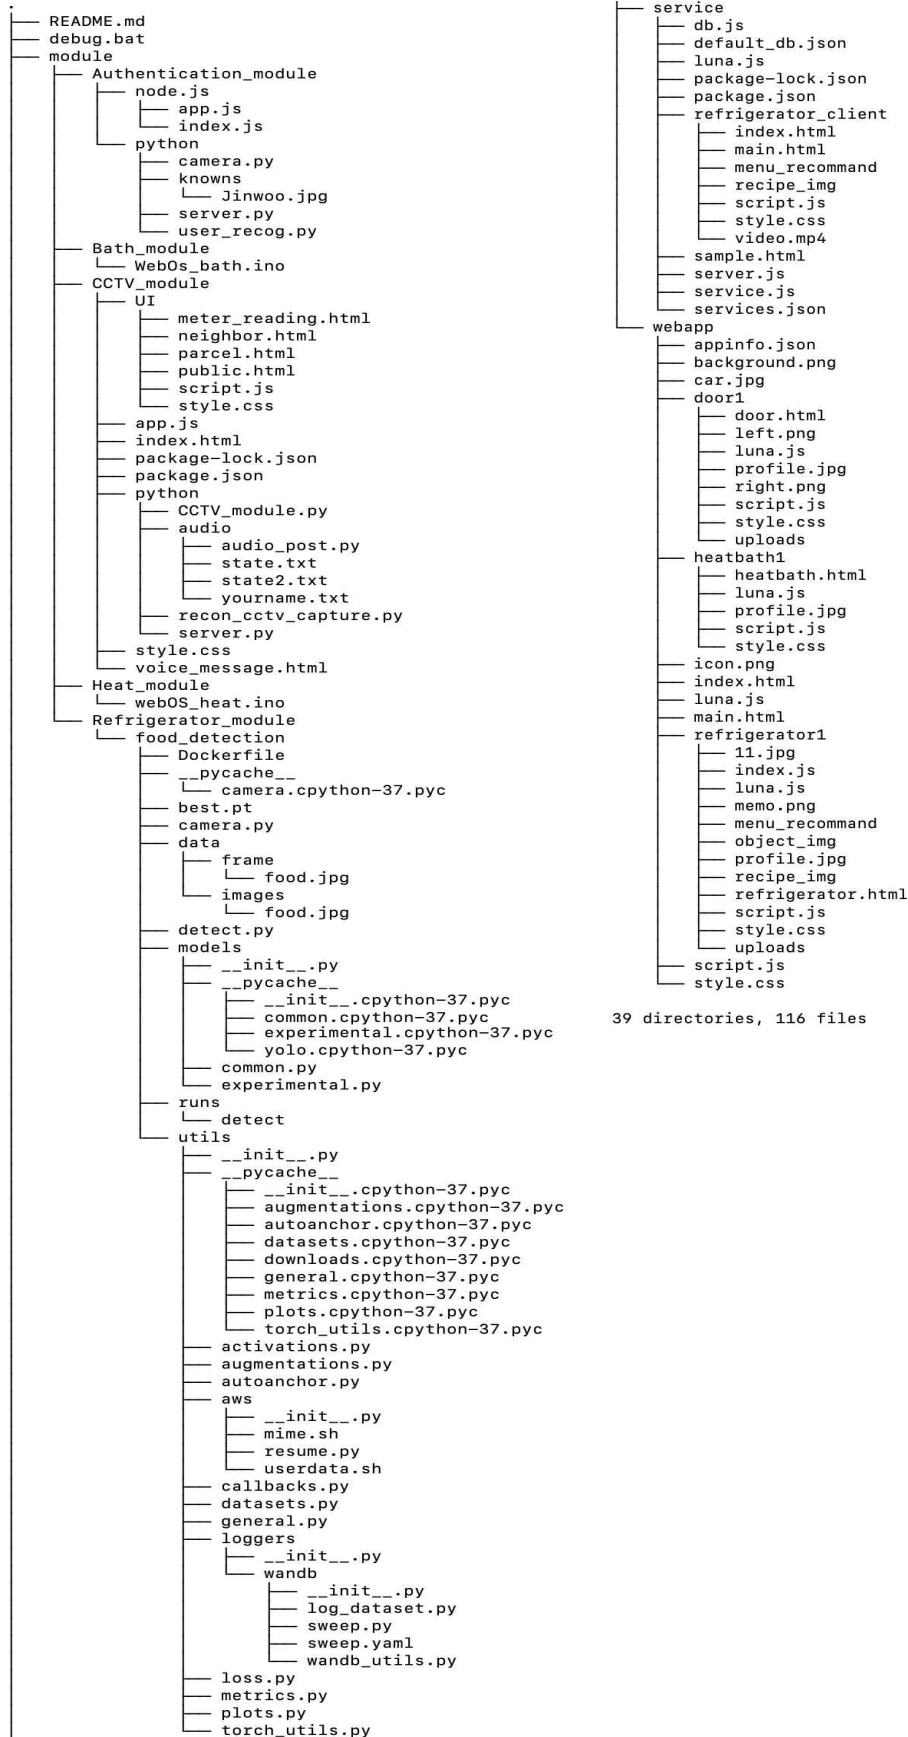 .
README.md
debug.bat
module
Authentication_module
node.js
app.js
index.js
python
camera.py
knowns
Jinwoo.jpg
server.py
user_recog.py
Bath_module
WebOs_bath.ino
CCTV_module
UI
meter_reading.html
neighbor.html
parcel.html
public.html
script.js
style.css
app.js
index.html
package-lock.json
package.json
python
CCTV_module.py
audio
audio_post.py
state.txt
state2.txt
yourname.txt
recon_cctv_capture.py
server.py
style.css
voice_message.html
Heat_module
webOS_heat.ino
Refrigerator_module
food_detection
Dockerfile
__pycache__
camera.cpython-37.pyc
best.pt
camera.py
data
frame
food.jpg
images
food.jpg
detect.py
models
__init__.py
__pycache__
__init__.cpython-37.pyc
common.cpython-37.pyc
experimental.cpython-37.pyc
yolo.cpython-37.pyc
common.py
experimental.py
runs
detect
utils
__init__.py
__pycache__
__init__.cpython-37.pyc
augmentations.cpython-37.pyc
autoanchor.cpython-37.pyc
datasets.cpython-37.pyc
downloads.cpython-37.pyc
general.cpython-37.pyc
metrics.cpython-37.pyc
plots.cpython-37.pyc
torch_utils.cpython-37.pyc
activations.py
augmentations.py
autoanchor.py
aws
__init__.py
mime.sh
resume.py
userdata.sh
callbacks.py
datasets.py
general.py
loggers
__init__.py
wandb
__init__.py
log_dataset.py
sweep.py
sweep.yaml
wandb_utils.py
loss.py
metrics.py
plots.py
torch_utils.py
service
db.js
default_db.json
luna.js
package-lock.json
package.json
refrigerator_client
index.html
main.html
menu_recommand
recipe_img
script.js
style.css
video.mp4
sample.html
server.js
service.js
services.json
webapp
appinfo.json
background.png
car.jpg
door1
door.html
left.png
luna.js
profile.jpg
right.png
script.js
style.css
uploads
heatbath1
heatbath.html
luna.js
profile.jpg
script.js
style.css
icon.png
index.html
luna.js
main.html
refrigerator1
11.jpg
index.js
luna.js
memo.png
menu_recommand
object_img
profile.jpg
recipe_img
refrigerator.html
script.js
style.css
uploads
script.js
style.css
39 directories, 116 files